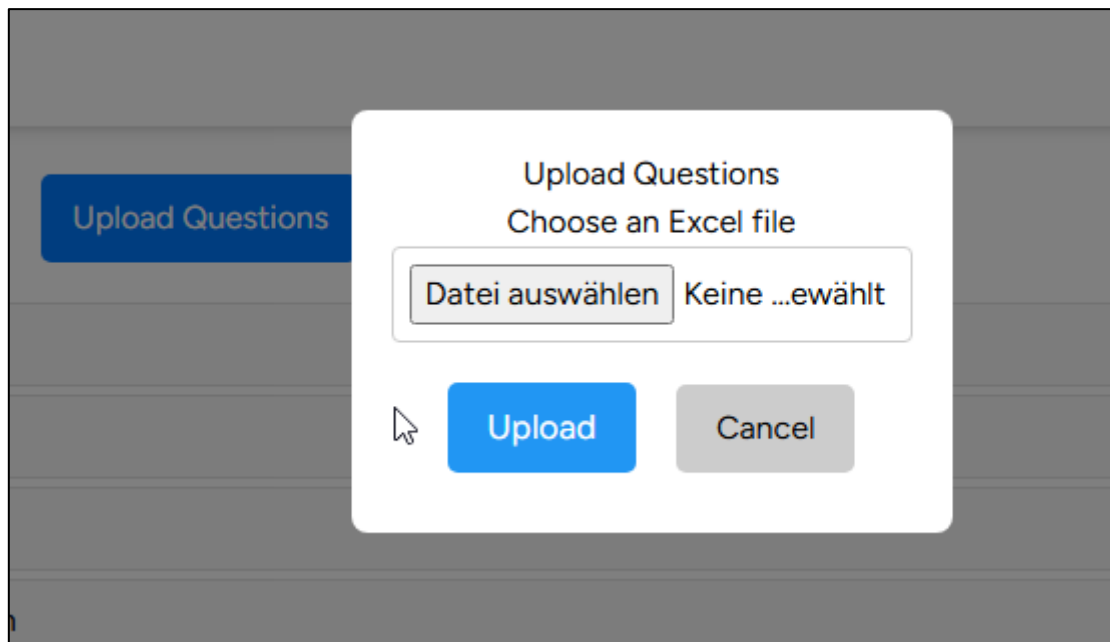 Upload Questions
Upload Questions
Choose an Excel file
Datei auswählen Keine ...ewählt
Upload Cancel